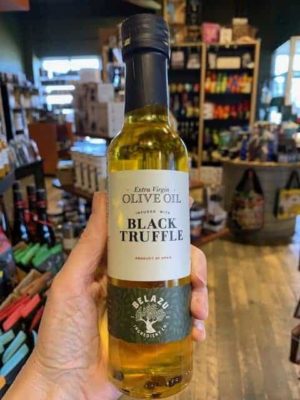 Extra Virgin
OLIVE OIL
INFUSED WITH
BLACK
TRUFFLE
PRODUCT OF SPAIN
BELAZU
INGREDIENT CO